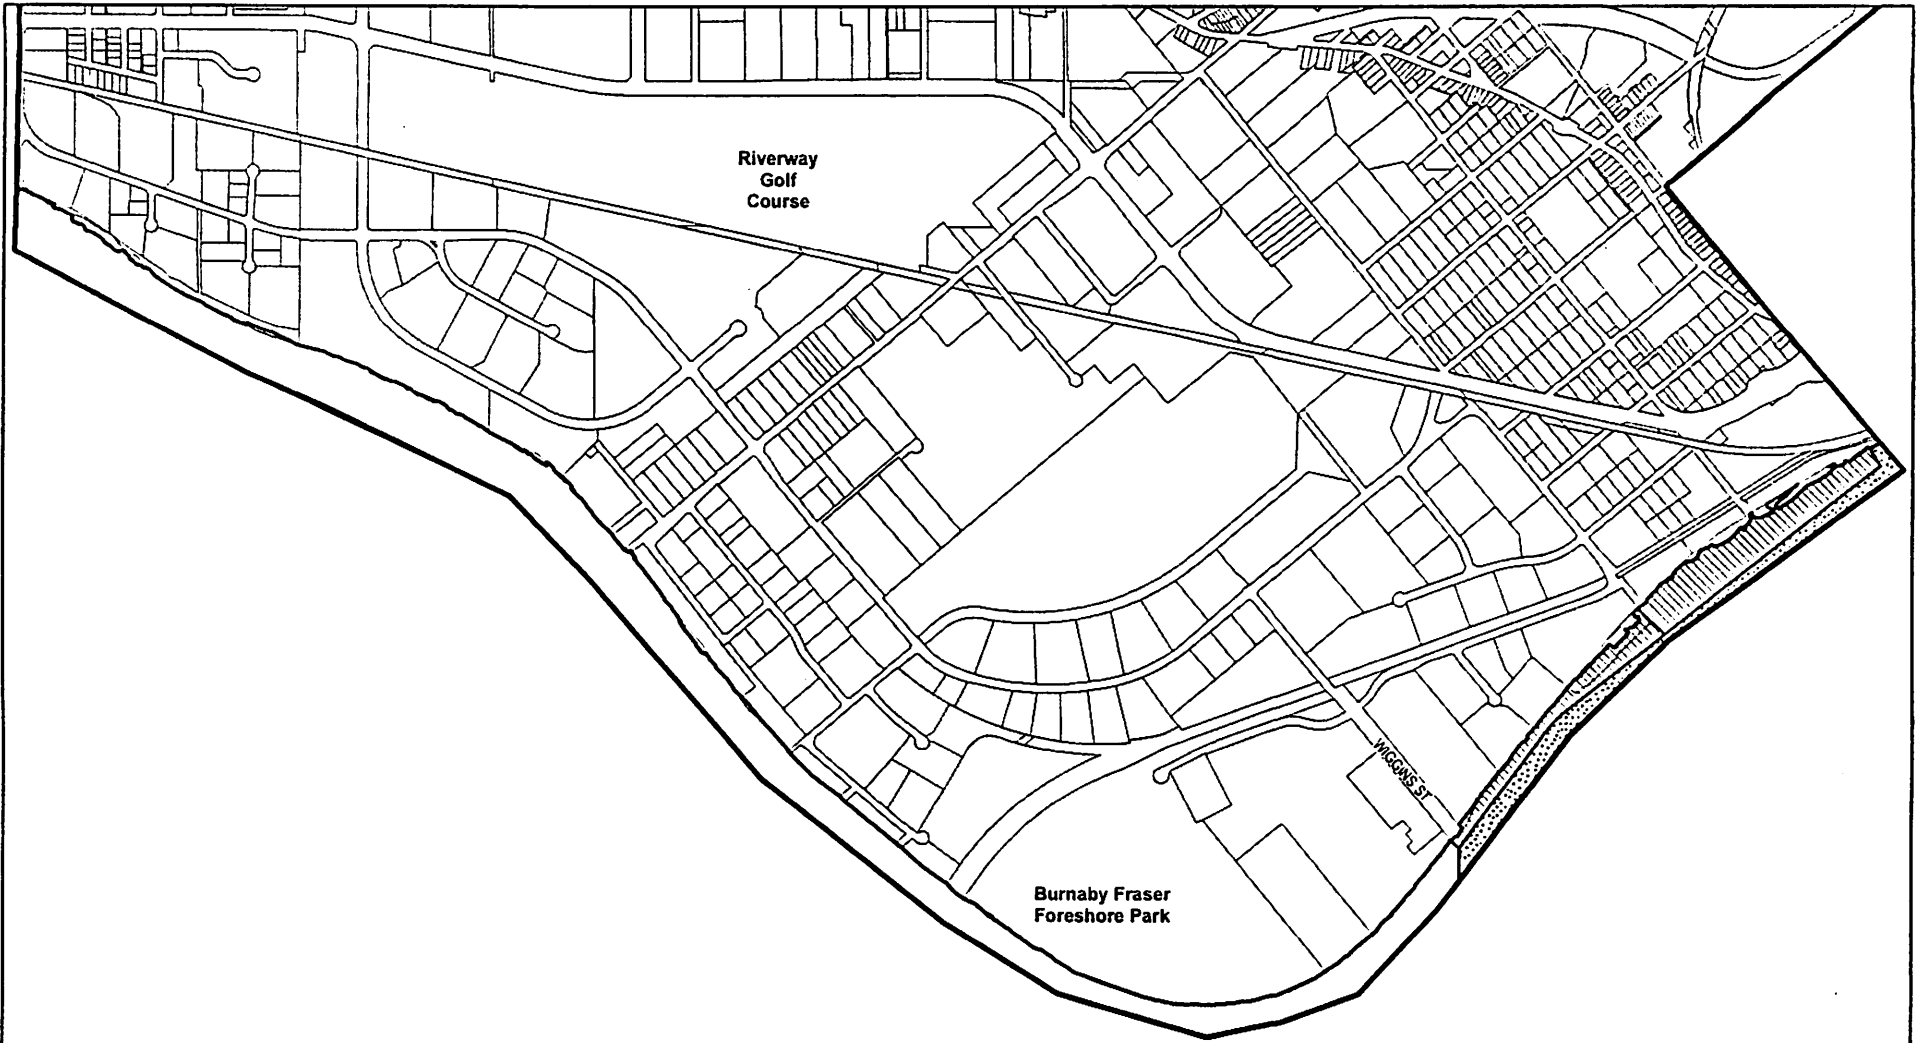 Riverway
Golf
Course
WIGGINS ST
Burnaby Fraser
Foreshore Park